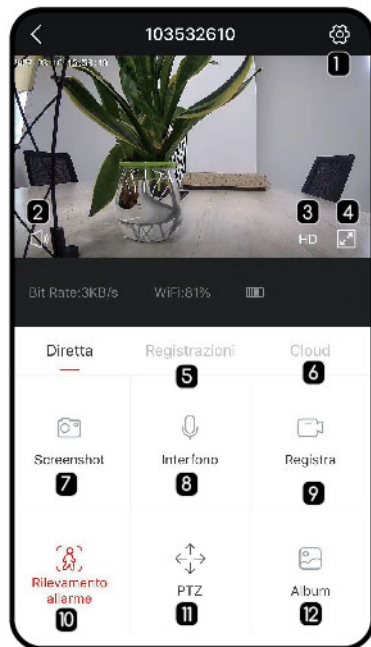 103532610
1
2
3
4
HD
Bit Rate:3KB/s WiFi:81%
Diretta Registrazioni Cloud
5
6
Screenshot Interfono Registra
7
8
9
Rilevamento
allarme
PTZ
Album
10
11
12